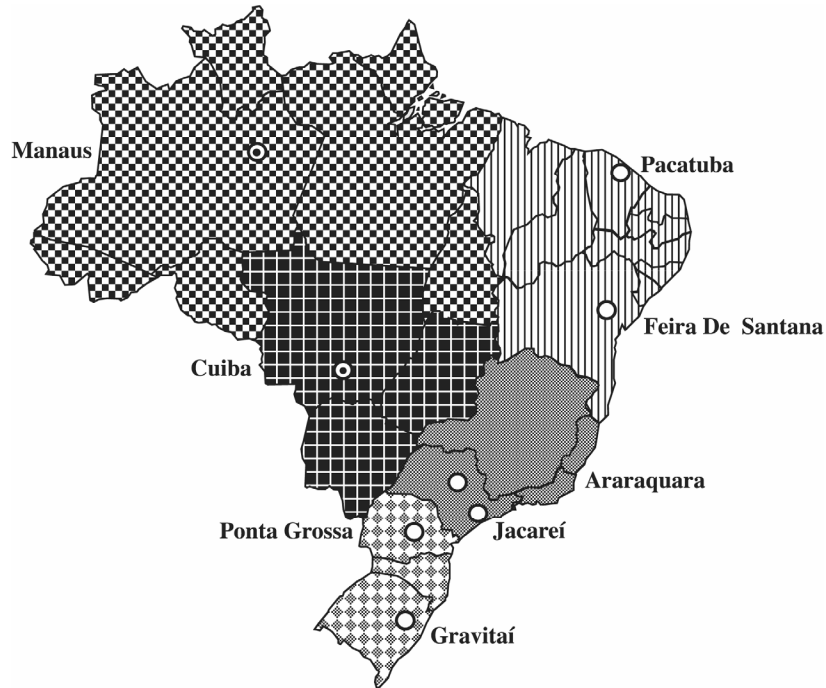 Manaus
Pacatuba
Feira De Santana
Cuiba
Araraquara
Ponta Grossa
Jacareí
Gravitaí